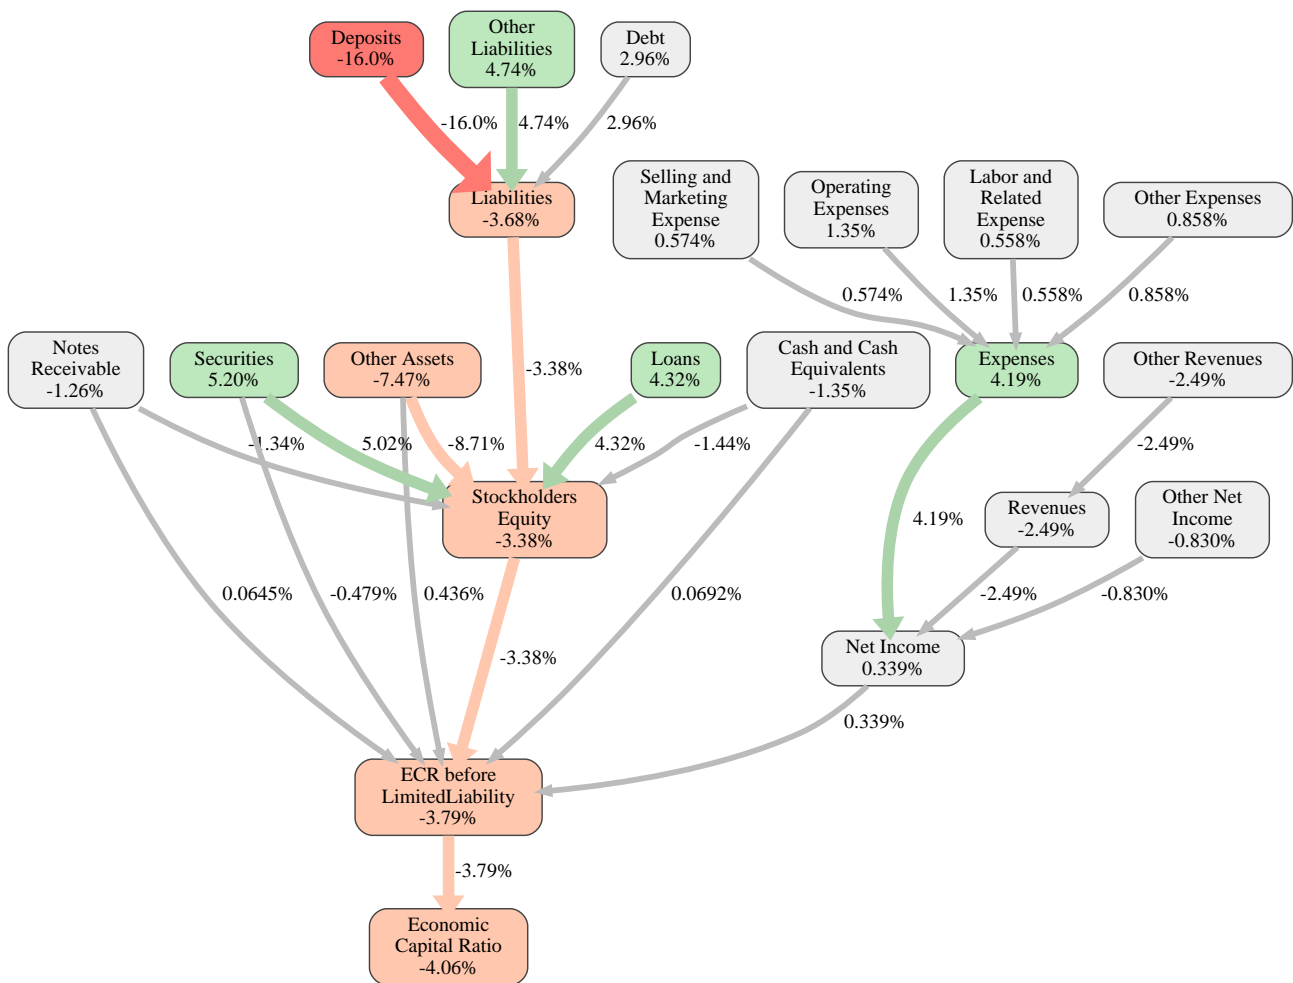 Deposits
-16.0%
Other
Liabilities
4.74%
Debt
2.96%
-16.0%
4.74%
2.96%
Liabilities
-3.68%
Selling and
Marketing
Expense
0.574%
Operating
Expenses
1.35%
Labor and
Related
Expense
0.558%
Other Expenses
0.858%
0.574%
1.35%
0.558%
0.858%
Notes
Receivable
-1.26%
Securities
5.20%
Other Assets
-7.47%
-3.38%
Loans
4.32%
Cash and Cash
Equivalents
-1.35%
Expenses
4.19%
Other Revenues
-2.49%
-1.34%
5.02%
-8.71%
4.32%
-1.44%
-2.49%
Stockholders
Equity
-3.38%
4.19%
Revenues
-2.49%
Other Net
Income
-0.830%
0.0645%
-0.479%
0.436%
0.0692%
-2.49%
-0.830%
-3.38%
Net Income
0.339%
0.339%
ECR before
LimitedLiability
-3.79%
-3.79%
Economic
Capital Ratio
-4.06%